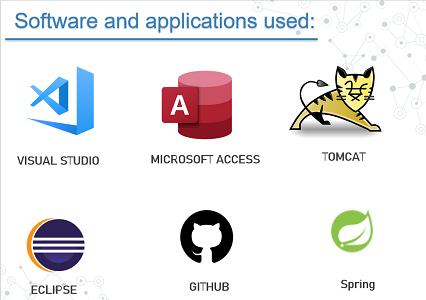 Software and applications used:
VISUAL STUDIO
MICROSOFT ACCESS
TOMCAT
A
ECLIPSE
GITHUB
Spring